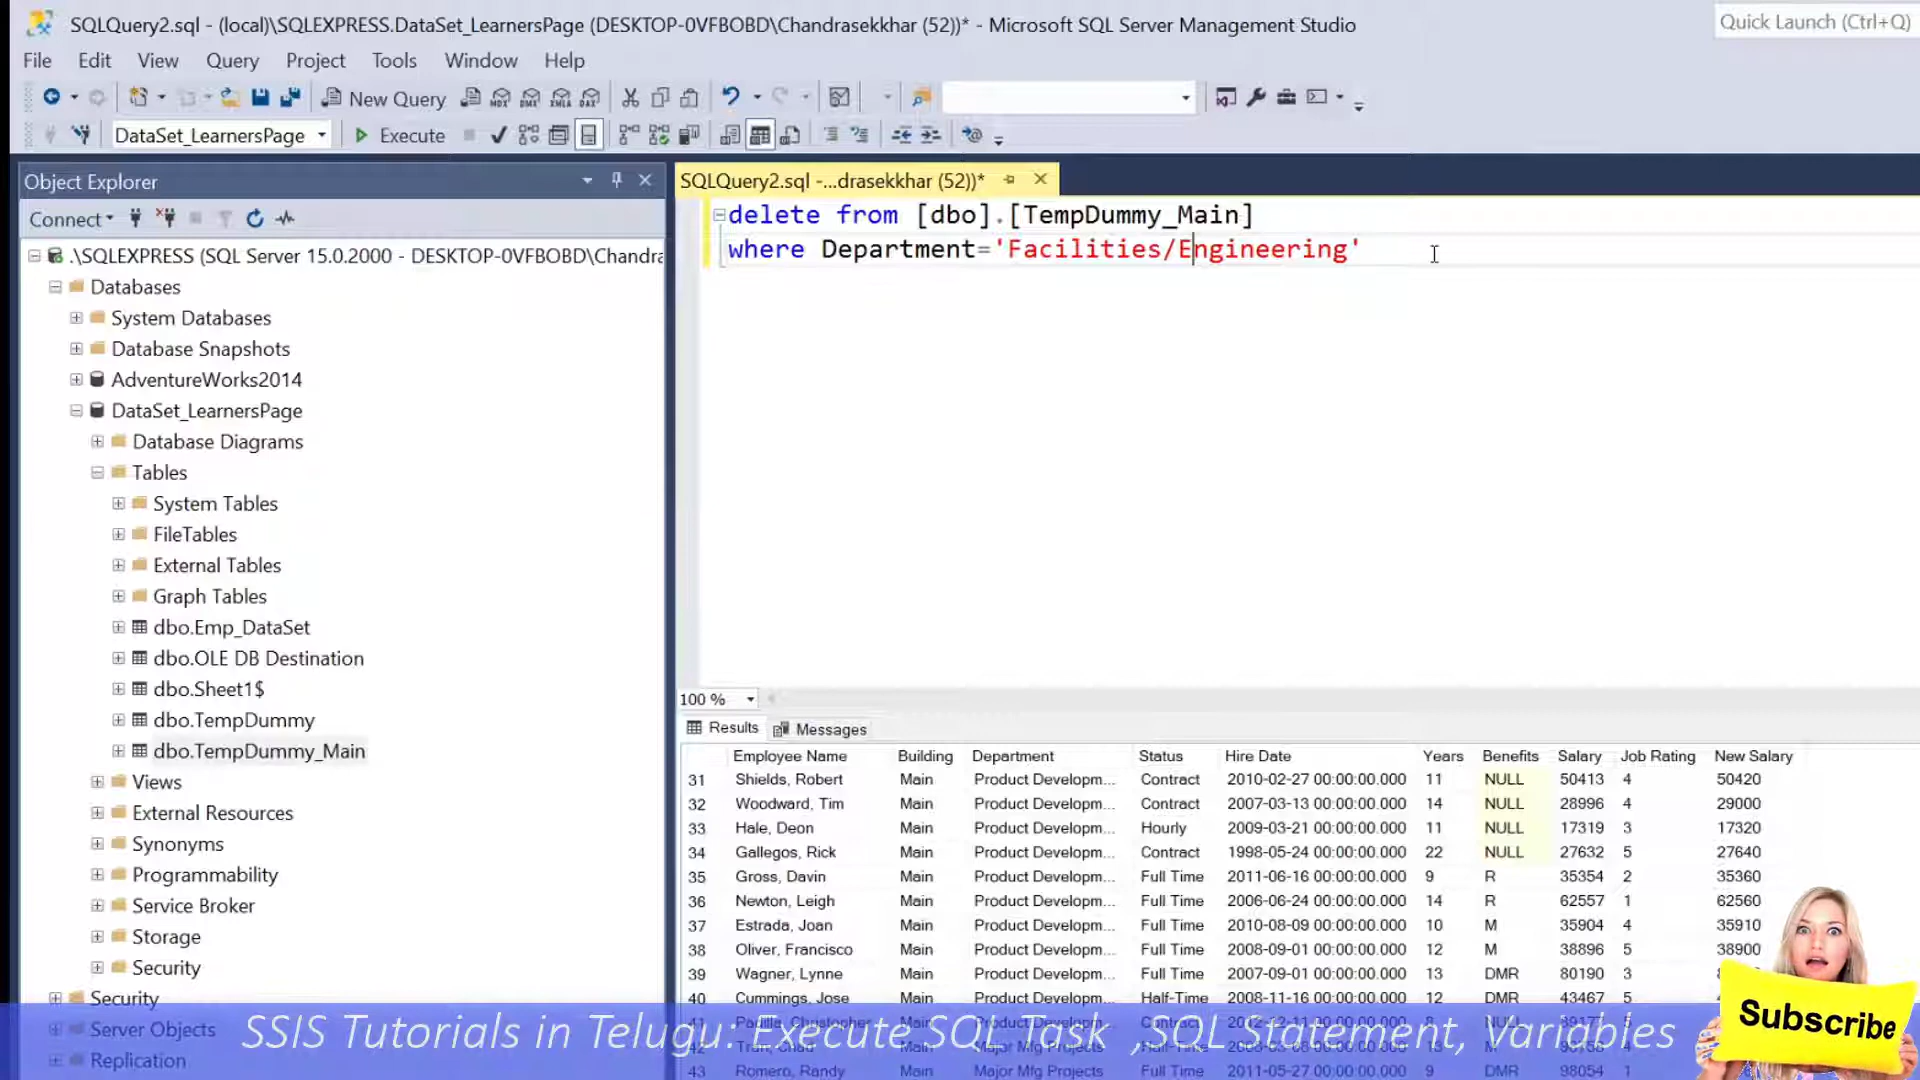 SQLQuery2.sql - (local)\SQLEXPRESS.DataSet_LearnersPage (DESKTOP-0VFBOBD\Chandrasekkhar (52))* - Microsoft SQL Server Management Studio
Quick Launch (Ctrl+Q)
File Edit View Query Project Tools Window Help
New Query
DataSet_LearnersPage Execute
Object Explorer
SQLQuery2.sql -...drasekkhar (52))*
Connect
delete from [dbo].[TempDummy_Main]
where Department='Facilities/Engineering'
.\SQLEXPRESS (SQL Server 15.0.2000 - DESKTOP-0VFBOBD\Chandra
Databases
System Databases
Database Snapshots
AdventureWorks2014
DataSet_LearnersPage
Database Diagrams
Tables
System Tables
FileTables
External Tables
Graph Tables
dbo.Emp_DataSet
dbo.OLE DB Destination
dbo.Sheet1$
dbo.TempDummy
dbo.TempDummy_Main
Views
External Resources
Synonyms
Programmability
Service Broker
Storage
Security
Security
Server Objects
Replication
100 %
Results Messages
Employee Name Building Department Status Hire Date Years Benefits Salary Job Rating New Salary
31 Shields, Robert Main Product Developm... Contract 2010-02-27 00:00:00.000 11 NULL 50413 4 50420
32 Woodward, Tim Main Product Developm... Contract 2007-03-13 00:00:00.000 14 NULL 28996 4 29000
33 Hale, Deon Main Product Developm... Hourly 2009-03-21 00:00:00.000 11 NULL 17319 3 17320
34 Gallegos, Rick Main Product Developm... Contract 1998-05-24 00:00:00.000 22 NULL 27632 5 27640
35 Gross, Davin Main Product Developm... Full Time 2011-06-16 00:00:00.000 9 R 35354 2 35360
36 Newton, Leigh Main Product Developm... Full Time 2006-06-24 00:00:00.000 14 R 62557 1 62560
37 Estrada, Joan Main Product Developm... Full Time 2010-08-09 00:00:00.000 10 M 35904 4 35910
38 Oliver, Francisco Main Product Developm... Full Time 2008-09-01 00:00:00.000 12 M 38896 5 38900
39 Wagner, Lynne Main Product Developm... Full Time 2007-09-01 00:00:00.000 13 DMR 80190 3
40 Cummings, Jose Main Product Developm... Half-Time 2008-11-16 00:00:00.000 12 DMR 43467 5
43 Romero, Randy Main Major Mfg Projects Full Time 2011-05-27 00:00:00.000 9 DMR 98054 1
SSIS Tutorials in Telugu: Execute SQL Task ,SQL Statement, Variables
Subscribe